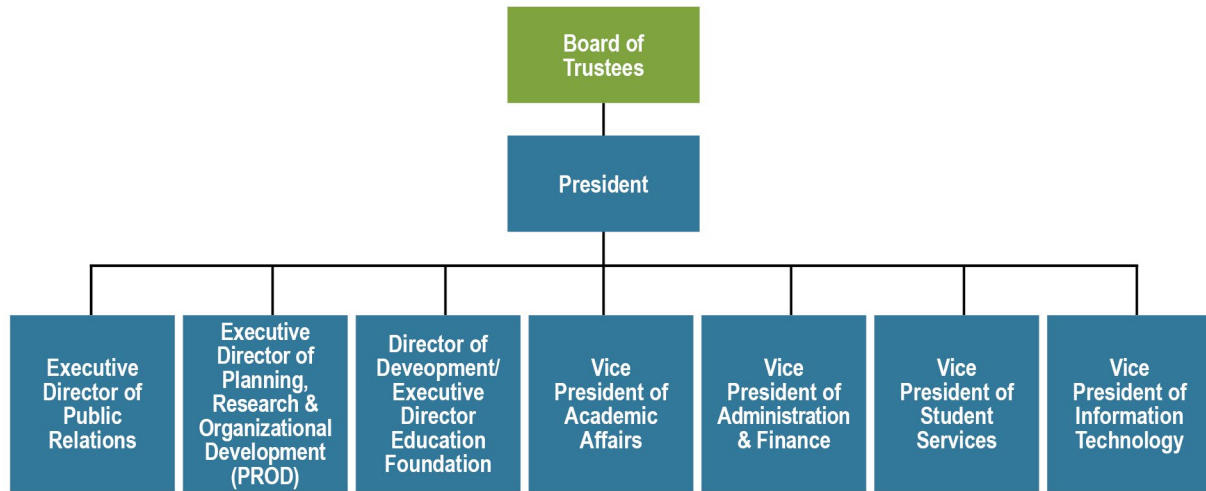 Board of
Trustees
President
Executive
Director of
Public
Relations
Executive
Director of
Planning,
Research &
Organizational
Development
(PROD)
Director of
Deveopment/
Executive
Director
Education
Foundation
Vice
President of
Academic
Affairs
Vice
President of
Administration
& Finance
Vice
President of
Student
Services
Vice
President of
Information
Technology